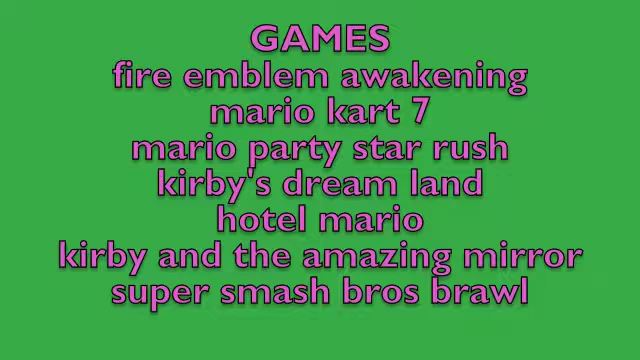 GAMES
fire emblem awakening
mario kart 7
mario party star rush
kirby's dream land
hotel mario
kirby and the amazing mirror
super smash bros brawl